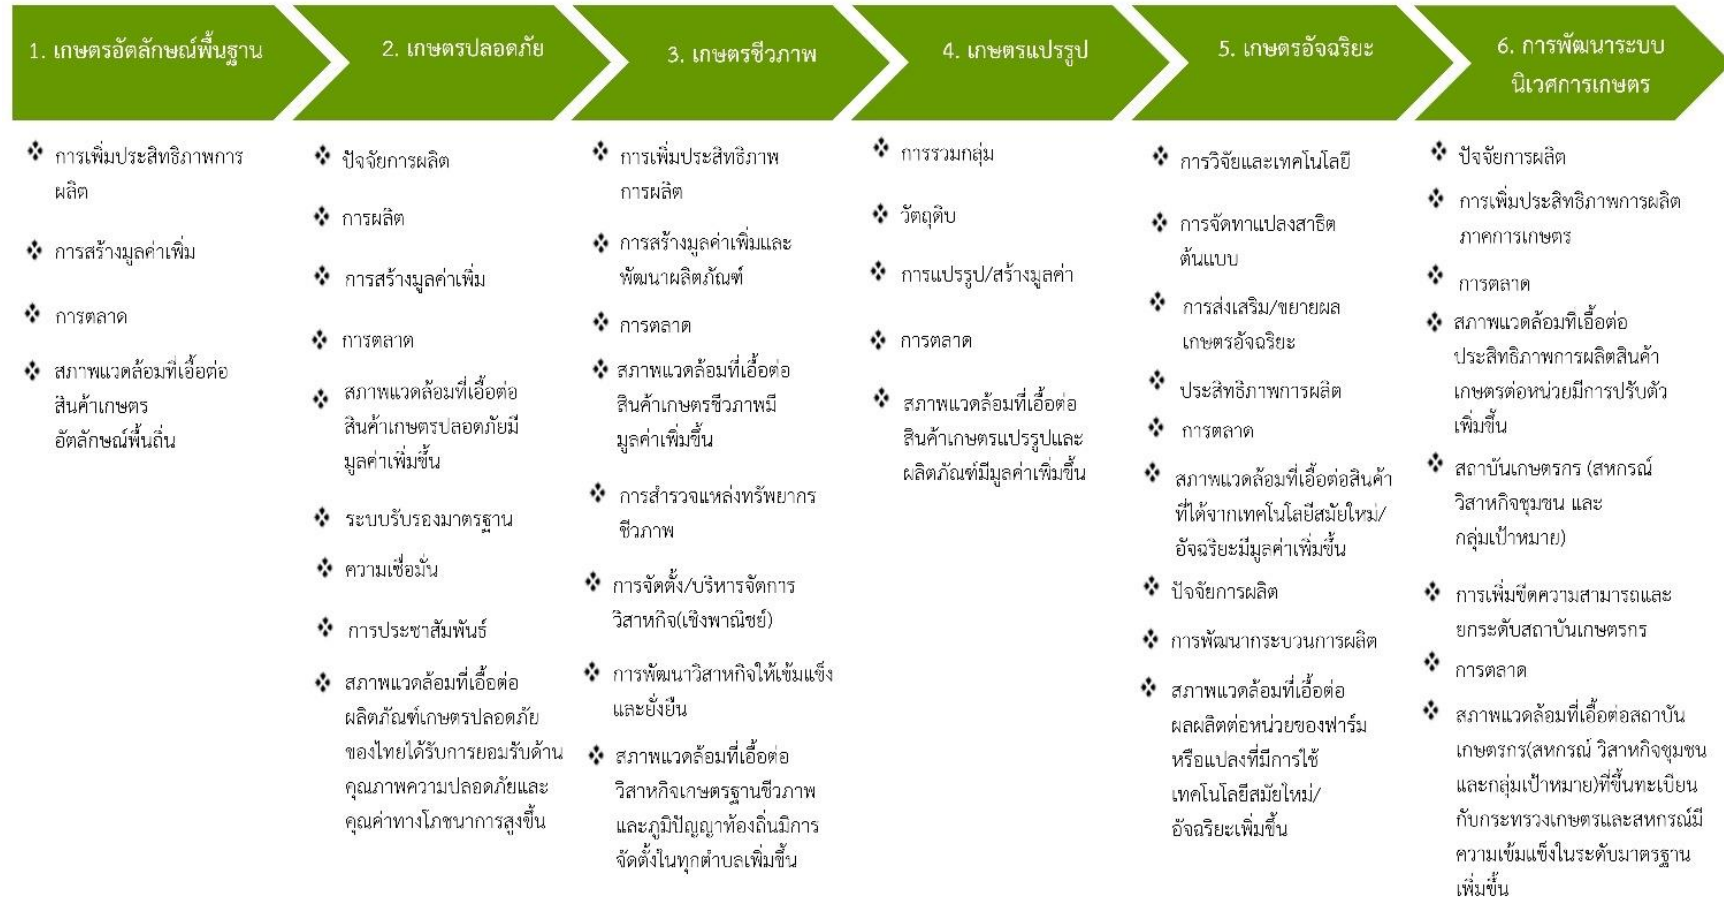 1. เกษตรอัตลักษณ์พื้นฐาน
2. เกษตรปลอดภัย
3. เกษตรชีวภาพ
4. เกษตรแปรรูป
5. เกษตรอัจฉริยะ
6. การพัฒนาระบบ
นิเวศการเกษตร
การเพิ่มประสิทธิภาพการ
ผลิต
การสร้างมูลค่าเพิ่ม
การตลาด
สภาพแวดล้อมที่เอื้อต่อ
สินค้าเกษตร
อัตลักษณ์พื้นถิ่น
ปัจจัยการผลิต
การผลิต
การสร้างมูลค่าเพิ่ม
การตลาด
สภาพแวดล้อมที่เอื้อต่อ
สินค้าเกษตรปลอดภัยมี
มูลค่าเพิ่มขึ้น
ระบบรับรองมาตรฐาน
ความเชื่อมั่น
การประชาสัมพันธ์
สภาพแวดล้อมที่เอื้อต่อ
ผลิตภัณฑ์เกษตรปลอดภัย
ของไทยได้รับการยอมรับด้าน
คุณภาพความปลอดภัยและ
คุณค่าทางโภชนาการสูงขึ้น
การเพิ่มประสิทธิภาพ
การผลิต
การสร้างมูลค่าเพิ่มและ
พัฒนาผลิตภัณฑ์
การตลาด
สภาพแวดล้อมที่เอื้อต่อ
สินค้าเกษตรชีวภาพมี
มูลค่าเพิ่มขึ้น
การสำรวจแหล่งทรัพยากร
ชีวภาพ
การจัดตั้ง/บริหารจัดการ
วิสาหกิจ(เชิงพาณิชย์)
การพัฒนาวิสาหกิจให้เข้มแข็ง
และยั่งยืน
สภาพแวดล้อมที่เอื้อต่อ
วิสาหกิจเกษตรฐานชีวภาพ
และภูมิปัญญาท้องถิ่นมีการ
จัดตั้งในทุกตำบลเพิ่มขึ้น
การรวมกลุ่ม
วัตถุดิบ
การแปรรูป/สร้างมูลค่า
การตลาด
สภาพแวดล้อมที่เอื้อต่อ
สินค้าเกษตรแปรรูปและ
ผลิตภัณฑ์มีมูลค่าเพิ่มขึ้น
การวิจัยและเทคโนโลยี
การจัดทาแปลงสาธิต
ต้นแบบ
การส่งเสริม/ขยายผล
เกษตรอัจฉริยะ
ประสิทธิภาพการผลิต
การตลาด
สภาพแวดล้อมที่เอื้อต่อสินค้า
ที่ได้จากเทคโนโลยีสมัยใหม่/
อัจฉริยะมีมูลค่าเพิ่มขึ้น
ปัจจัยการผลิต
การพัฒนากระบวนการผลิต
สภาพแวดล้อมที่เอื้อต่อ
ผลผลิตต่อหน่วยของฟาร์ม
หรือแปลงที่มีการใช้
เทคโนโลยีสมัยใหม่/
อัจฉริยะเพิ่มขึ้น
ปัจจัยการผลิต
การเพิ่มประสิทธิภาพการผลิต
ภาคการเกษตร
การตลาด
สภาพแวดล้อมที่เอื้อต่อ
ประสิทธิภาพการผลิตสินค้า
เกษตรต่อหน่วยมีการปรับตัว
เพิ่มขึ้น
สถาบันเกษตรกร (สหกรณ์
วิสาหกิจชุมชน และ
กลุ่มเป้าหมาย)
การเพิ่มขีดความสามารถและ
ยกระดับสถาบันเกษตรกร
การตลาด
สภาพแวดล้อมที่เอื้อต่อสถาบัน
เกษตรกร(สหกรณ์ วิสาหกิจชุมชน
และกลุ่มเป้าหมาย)ที่ขึ้นทะเบียน
กับกระทรวงเกษตรและสหกรณ์มี
ความเข้มแข็งในระดับมาตรฐาน
เพิ่มขึ้น